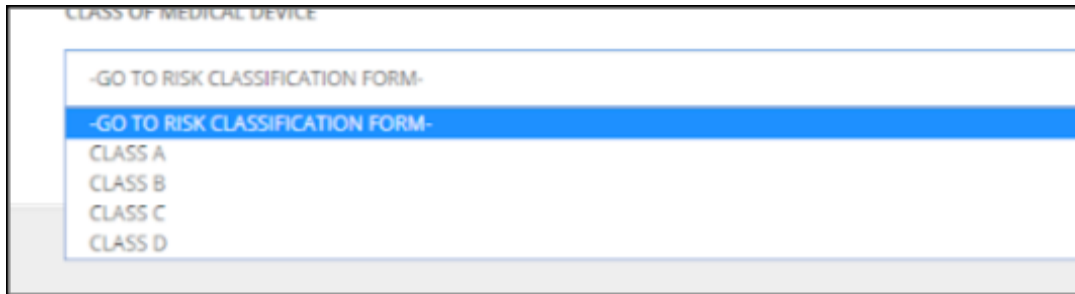 CLASS OF MEDICAL DEVICE
-GO TO RISK CLASSIFICATION FORM-
-GO TO RISK CLASSIFICATION FORM-
CLASS A
CLASS B
CLASS C
CLASS D